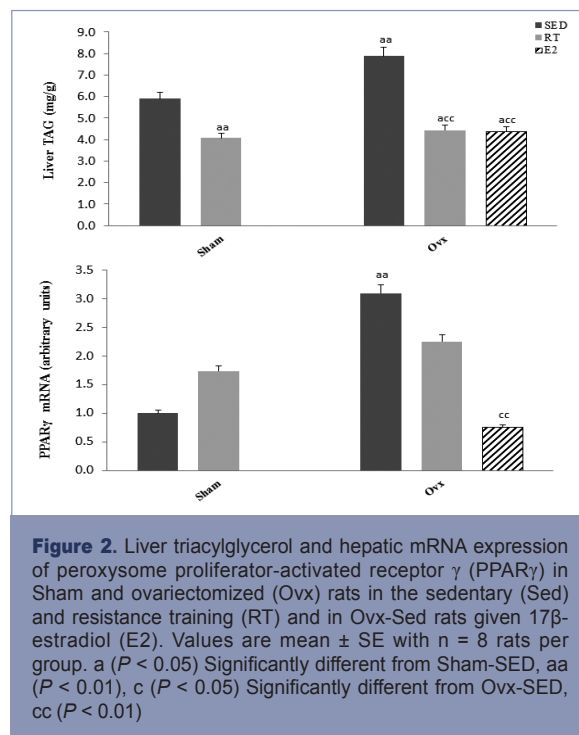 SED
RT
E2
Liver TAG (mg/g)
9.0
8.0
7.0
6.0
5.0
4.0
3.0
2.0
1.0
0.0
aa
aa
acc
acc
Sham
Ovx
PPARγ mRNA (arbitrary units)
3.5
3.0
2.5
2.0
1.5
1.0
0.5
0.0
aa
cc
Sham
Ovx
Figure 2. Liver triacylglycerol and hepatic mRNA expression
of peroxysome proliferator-activated receptor γ (PPARγ) in
Sham and ovariectomized (Ovx) rats in the sedentary (Sed)
and resistance training (RT) and in Ovx-Sed rats given 17β-
estradiol (E2). Values are mean ± SE with n = 8 rats per
group. a (P < 0.05) Significantly different from Sham-SED, aa
(P < 0.01), c (P < 0.05) Significantly different from Ovx-SED,
cc (P < 0.01)